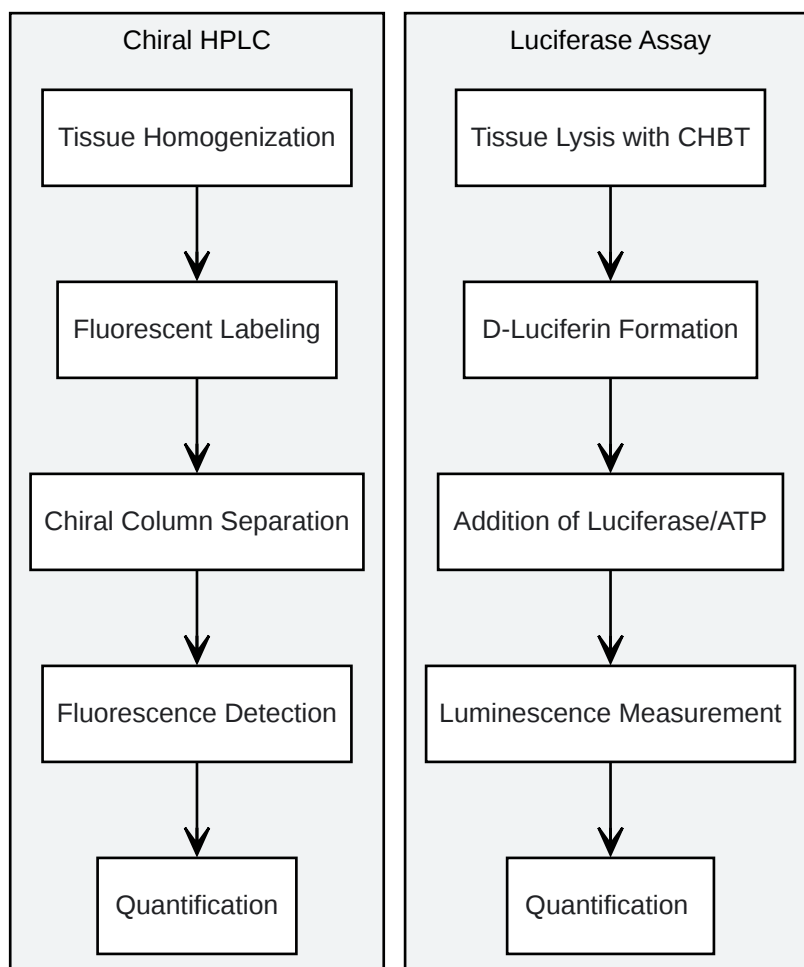 Chiral HPLC
Tissue Homogenization
Fluorescent Labeling
Chiral Column Separation
Fluorescence Detection
Quantification
Luciferase Assay
Tissue Lysis with CHBT
D-Luciferin Formation
Addition of Luciferase/ATP
Luminescence Measurement
Quantification